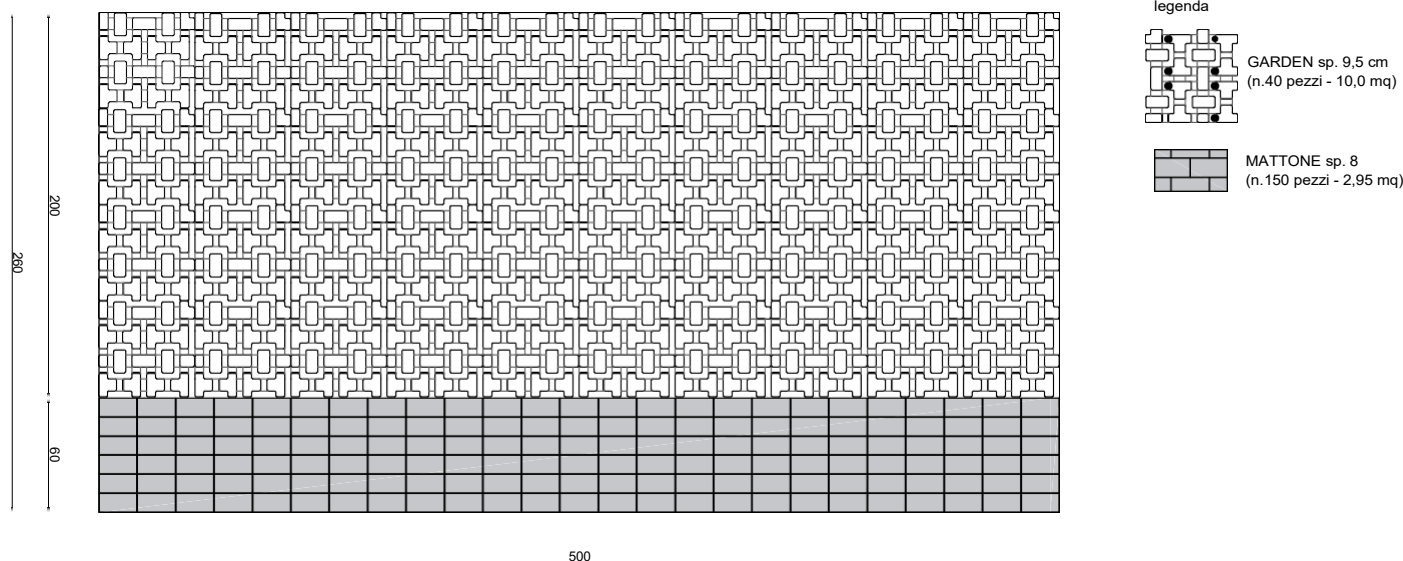 legenda
GARDEN sp. 9,5 cm
(n.40 pezzi - 10,0 mq)
MATTONE sp. 8
(n.150 pezzi - 2,95 mq)
200
260
60
500